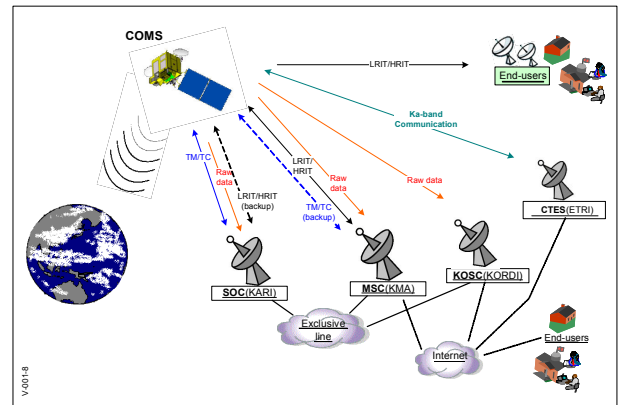 COMS
LRIT/HRIT
End-users
Ka-band
Communication
TM/TC
Raw
data
LRIT/HRIT
(backup)
LRIT/
HRIT
TM/TC
(backup)
Raw
data
Raw data
CTES(ETRI)
SOC(KARI)
MSC(KMA)
KOSC(KORDI)
Exclusive
line
Internet
End-users
V-001-8